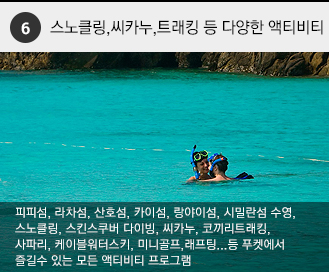 6 스노클링,씨카누,트래킹 등 다양한 액티비티
피피섬, 라차섬, 산호섬, 카이섬, 랑야이섬, 시밀란섬 수영,
스노클링, 스킨스쿠버 다이빙, 씨카누, 코끼리트래킹,
사파리, 케이블워터스키, 미니골프,래프팅...등 푸켓에서
즐길수 있는 모든 액티비티 프로그램